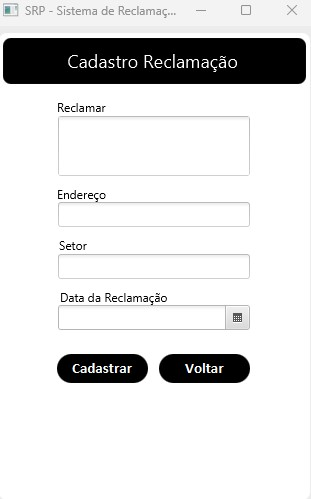 SRP - Sistema de Reclamaç...
Cadastro Reclamação
Reclamar
Endereço
Setor
Data da Reclamação
Cadastrar
Voltar